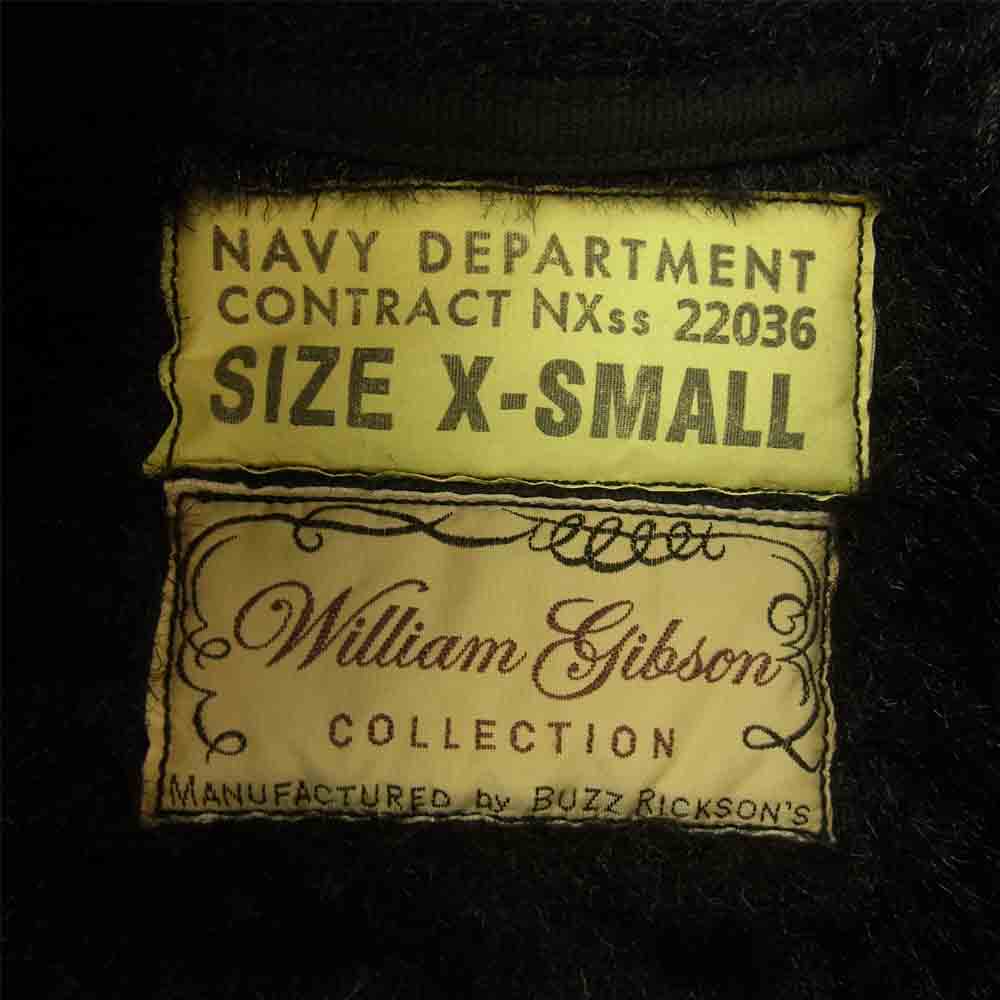 NAVY DEPARTMENT
CONTRACT NXss 22036
SIZE X-SMALL
William Gibson
COLLECTION
MANUFACTURED by BUZZ RICKSON'S